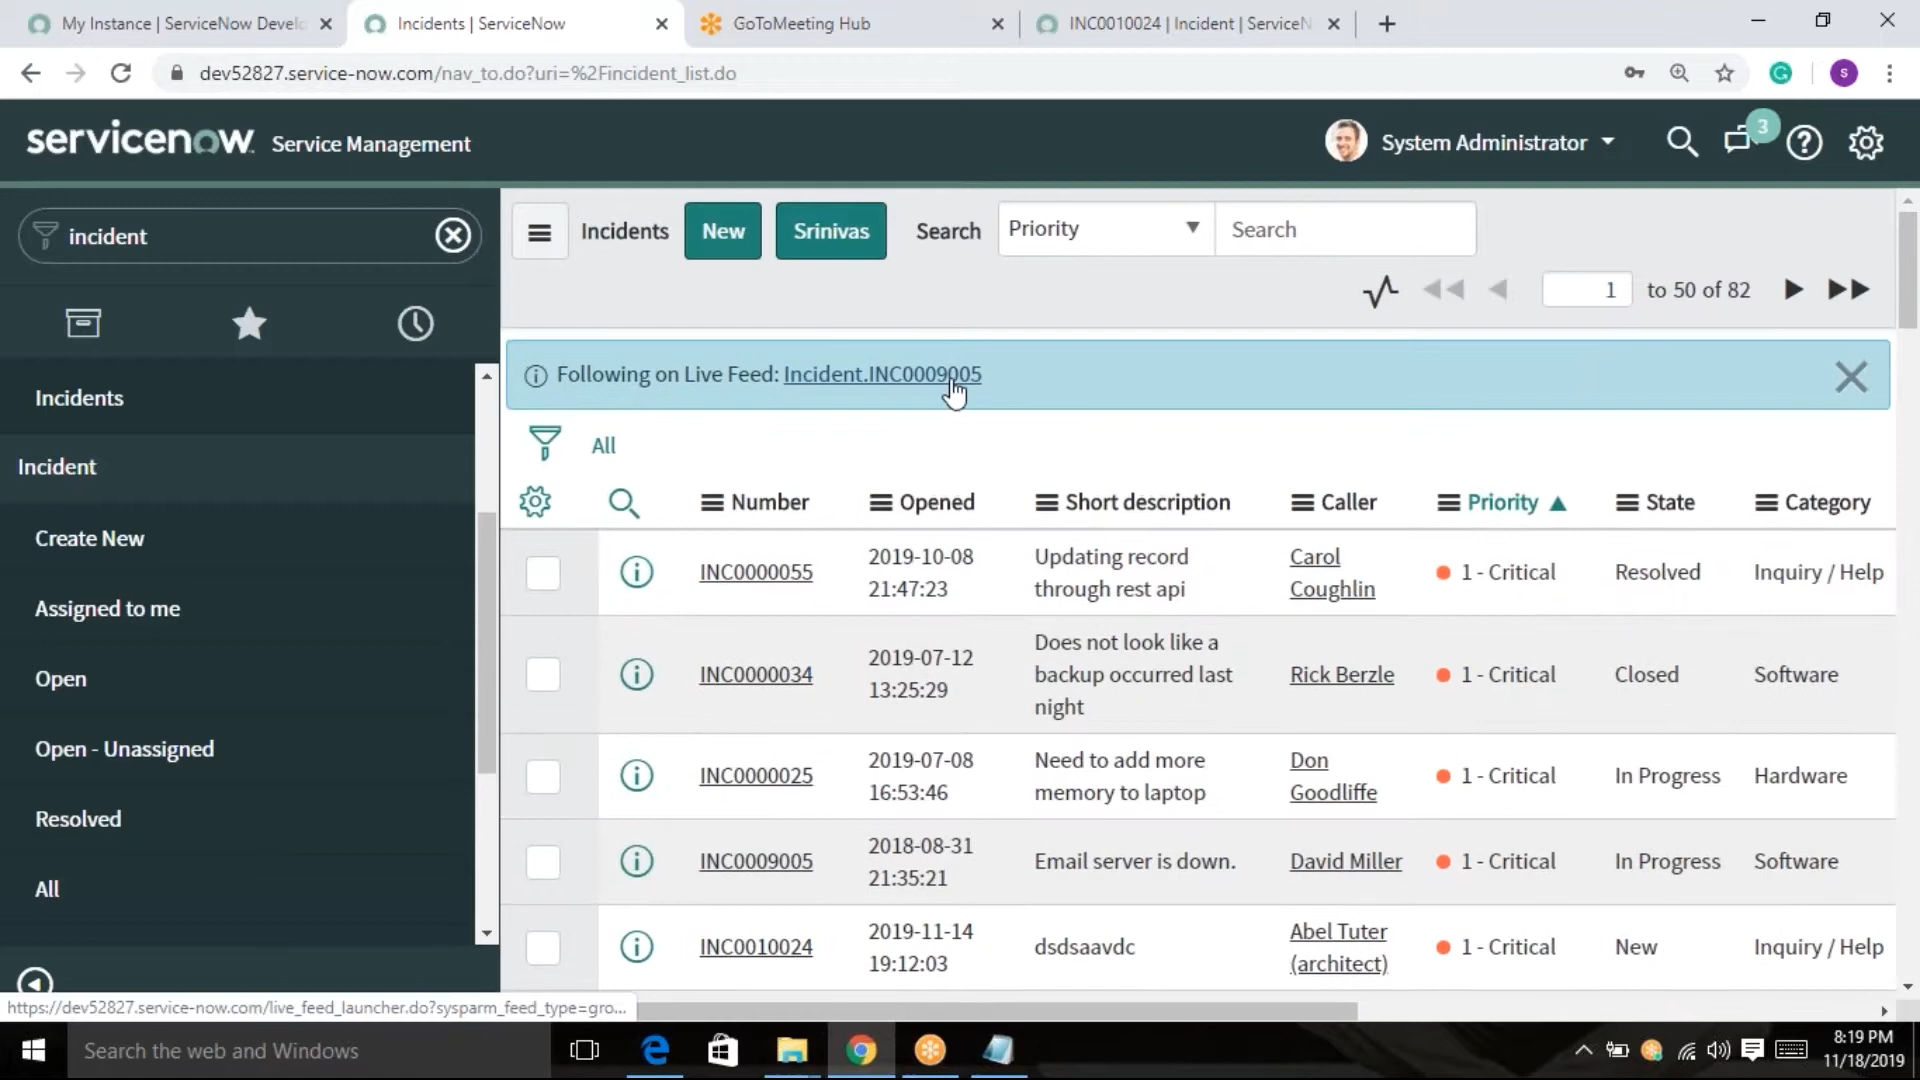 My Instance | ServiceNow Develo
Incidents | ServiceNow
GoToMeeting Hub
INC0010024 | Incident | ServiceN
dev52827.service-now.com/nav_to.do?uri=%2Fincident_list.do
S
servicenow Service Management
System Administrator
3
incident
Incidents
New
Srinivas
Search
Priority
Search
1 to 50 of 82
Following on Live Feed: Incident.INC0009005
All
Number Opened Short description Caller Priority State Category
INC0000055
2019-10-08
21:47:23
Updating record
through rest api
Carol
Coughlin
1 - Critical
Resolved
Inquiry / Help
INC0000034
2019-07-12
13:25:29
Does not look like a
backup occurred last
night
Rick Berzle
1 - Critical
Closed
Software
INC0000025
2019-07-08
16:53:46
Need to add more
memory to laptop
Don
Goodliffe
1 - Critical
In Progress
Hardware
INC0009005
2018-08-31
21:35:21
Email server is down.
David Miller
1 - Critical
In Progress
Software
INC0010024
2019-11-14
19:12:03
dsdsaavdc
Abel Tuter
(architect)
1 - Critical
New
Inquiry / Help
Incidents
Incident
Create New
Assigned to me
Open
Open - Unassigned
Resolved
All
https://dev52827.service-now.com/live_feed_launcher.do?sysparm_feed_type=gro...
Search the web and Windows
8:19 PM
11/18/2019